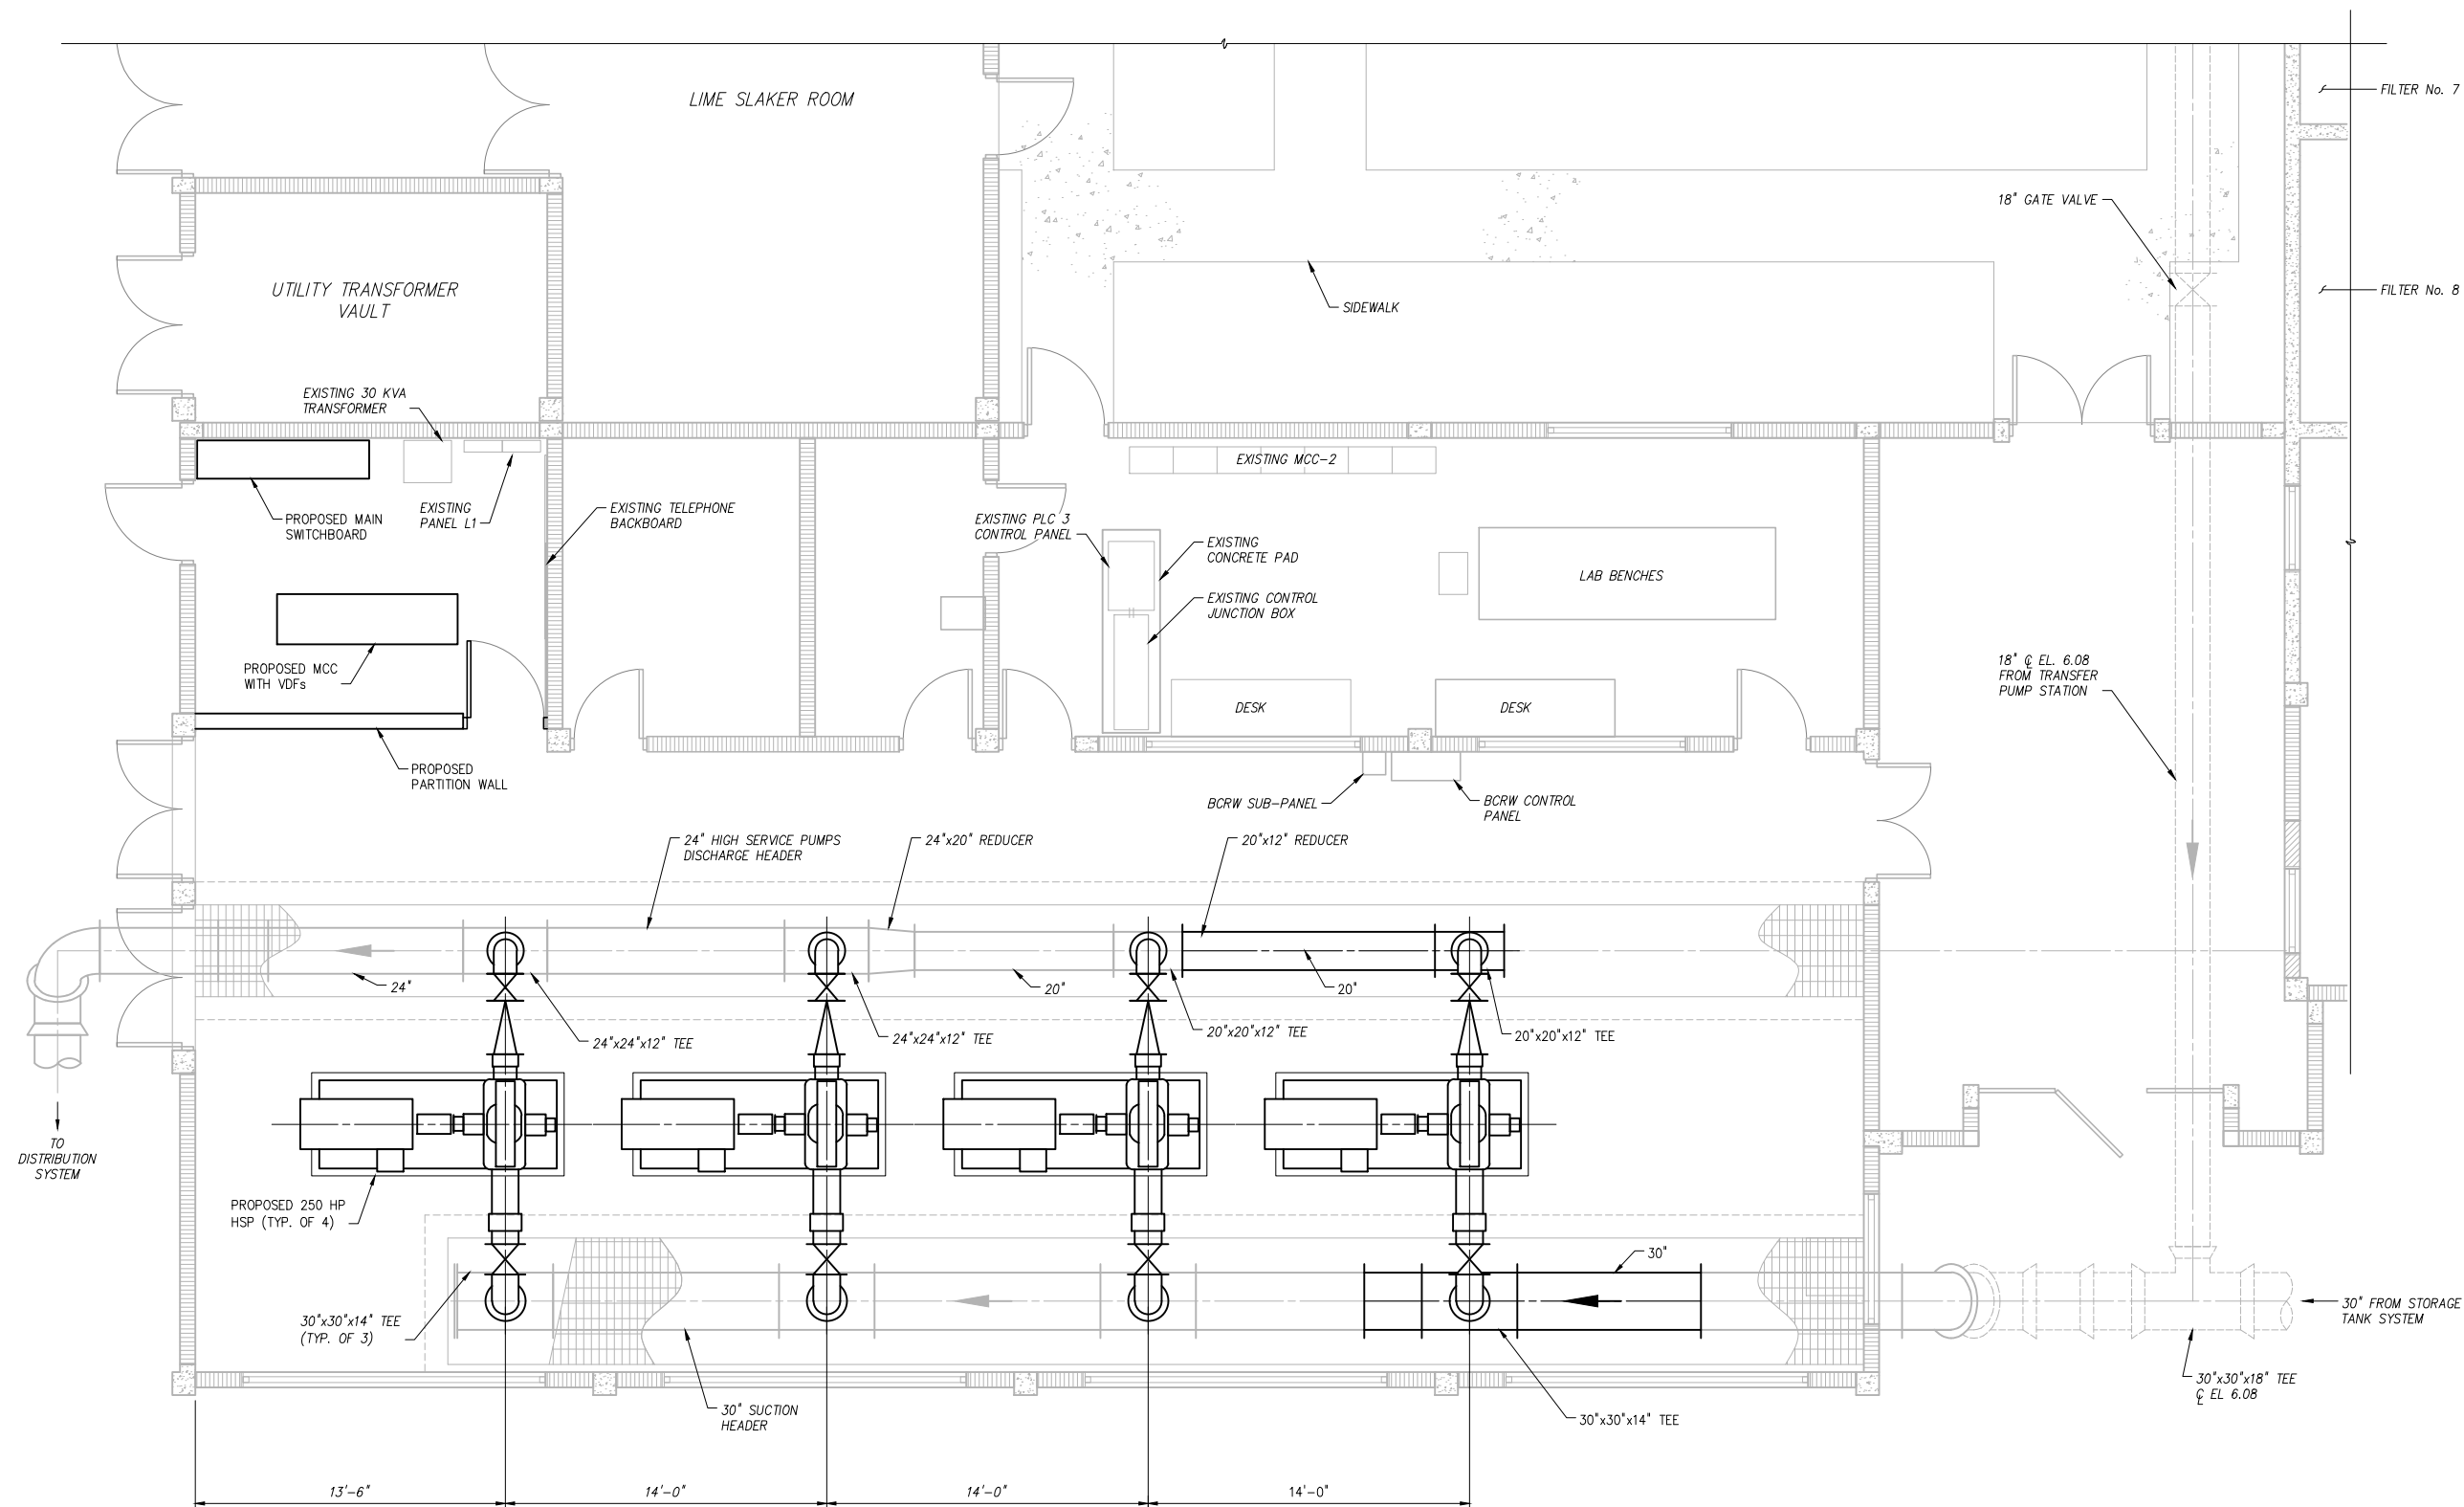 LIME SLAKER ROOM
FILTER No. 7
18" GATE VALVE
UTILITY TRANSFORMER
VAULT
FILTER No. 8
SIDEWALK
EXISTING 30 KVA
TRANSFORMER
EXISTING MCC-2
EXISTING
PANEL L1
EXISTING TELEPHONE
BACKBOARD
PROPOSED MAIN
SWITCHBOARD
EXISTING PLC 3
CONTROL PANEL
EXISTING
CONCRETE PAD
LAB BENCHES
EXISTING CONTROL
JUNCTION BOX
PROPOSED MCC
WITH VDFs
18" ℄ EL. 6.08
FROM TRANSFER
PUMP STATION
DESK
DESK
PROPOSED
PARTITION WALL
BCRW SUB-PANEL
BCRW CONTROL
PANEL
24" HIGH SERVICE PUMPS
DISCHARGE HEADER
24"x20" REDUCER
20"x12" REDUCER
24"
20"
20"
24"x24"x12" TEE
24"x24"x12" TEE
20"x20"x12" TEE
20"x20"x12" TEE
TO
DISTRIBUTION
SYSTEM
PROPOSED 250 HP
HSP (TYP. OF 4)
30"
30"x30"x14" TEE
(TYP. OF 3)
30" FROM STORAGE
TANK SYSTEM
30"x30"x18" TEE
℄ EL 6.08
30" SUCTION
HEADER
30"x30"x14" TEE
13'-6"
14'-0"
14'-0"
14'-0"